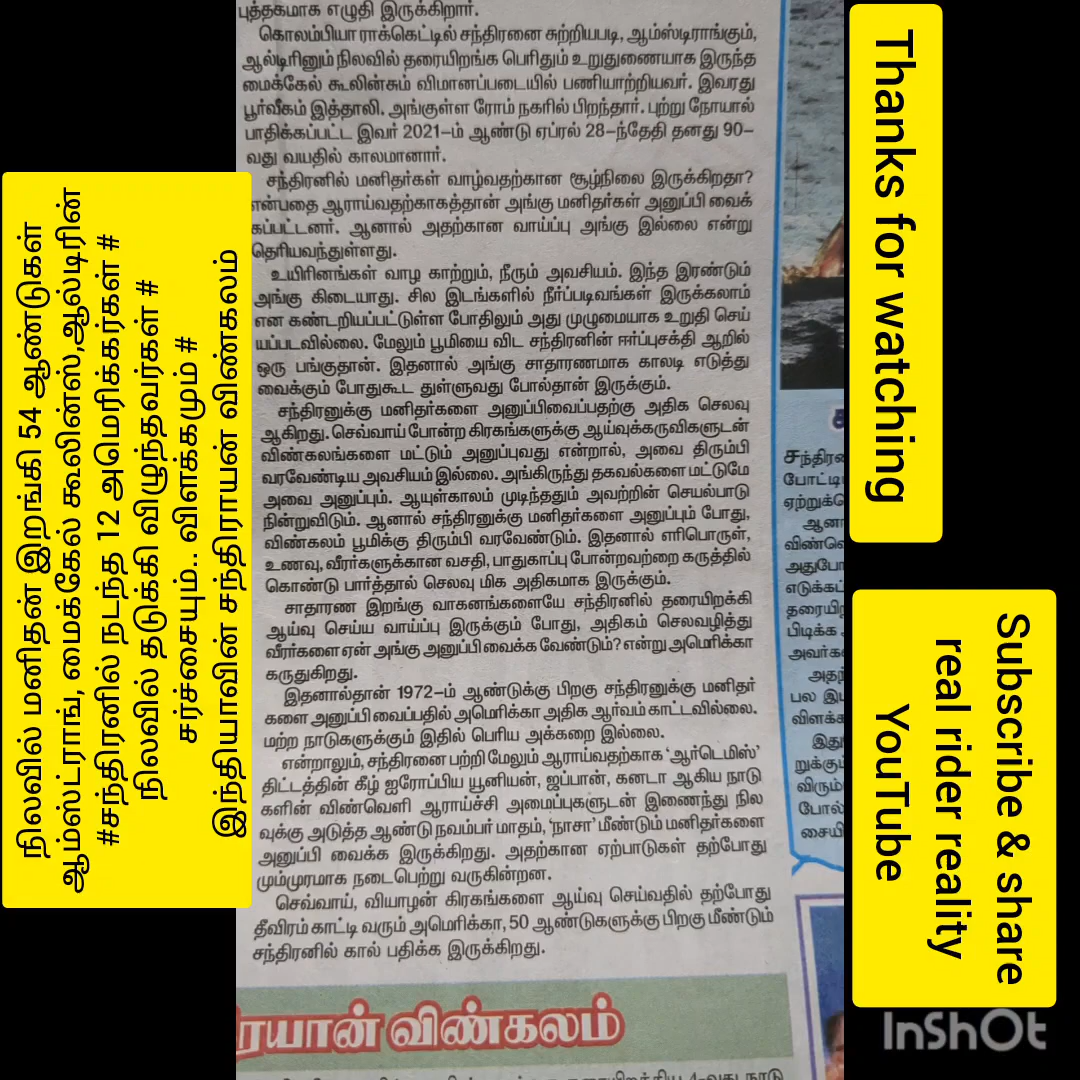 நிலவில் மனிதன் இறங்கி 54 ஆண்டுகள்
ஆம்ஸ்ட்ராங், மைக்கேல் கூலின்ஸ்,ஆல்டிரின்
#சந்திரனில் நடந்த 12 அமெரிக்கர்கள் #
நிலவில் தடுக்கி விழுந்தவர்கள் #
சர்ச்சையும்.. விளக்கமும் #
இந்தியாவின் சந்திராயன் விண்கலம்
புத்தகமாக எழுதி இருக்கிறார்.
கொலம்பியா ராக்கெட்டில் சந்திரனை சுற்றியபடி, ஆம்ஸ்டிராங்கும்,
ஆல்டிரினும் நிலவில் தரையிறங்க பெரிதும் உறுதுணையாக இருந்த
மைக்கேல் கூலின்சும் விமானப்படையில் பணியாற்றியவர். இவரது
பூர்வீகம் இத்தாலி. அங்குள்ள ரோம் நகரில் பிறந்தார். புற்று நோயால்
பாதிக்கப்பட்ட இவர் 2021–ம் ஆண்டு ஏப்ரல் 28–ந்தேதி தனது 90–
வது வயதில் காலமானார்.
சந்திரனில் மனிதர்கள் வாழ்வதற்கான சூழ்நிலை இருக்கிறதா?
என்பதை ஆராய்வதற்காகத்தான் அங்கு மனிதர்கள் அனுப்பி வைக்
கப்பட்டனர். ஆனால் அதற்கான வாய்ப்பு அங்கு இல்லை என்று
தெரியவந்துள்ளது.
உயிரினங்கள் வாழ காற்றும், நீரும் அவசியம். இந்த இரண்டும்
அங்கு கிடையாது. சில இடங்களில் நீர்ப்படிவங்கள் இருக்கலாம்
என கண்டறியப்பட்டுள்ள போதிலும் அது முழுமையாக உறுதி செய்
யப்படவில்லை. மேலும் பூமியை விட சந்திரனின் ஈர்ப்புசக்தி ஆறில்
ஒரு பங்குதான். இதனால் அங்கு சாதாரணமாக காலடி எடுத்து
வைக்கும் போதுகூட துள்ளுவது போல்தான் இருக்கும்.
சந்திரனுக்கு மனிதர்களை அனுப்பிவைப்பதற்கு அதிக செலவு
ஆகிறது. செவ்வாய் போன்ற கிரகங்களுக்கு ஆய்வுக்கருவிகளுடன்
விண்கலங்களை மட்டும் அனுப்புவது என்றால், அவை திரும்பி
வரவேண்டிய அவசியம் இல்லை. அங்கிருந்து தகவல்களை மட்டுமே
அவை அனுப்பும். ஆயுள்காலம் முடிந்ததும் அவற்றின் செயல்பாடு
நின்றுவிடும். ஆனால் சந்திரனுக்கு மனிதர்களை அனுப்பும் போது,
விண்கலம் பூமிக்கு திரும்பி வரவேண்டும். இதனால் எரிபொருள்,
உணவு, வீரர்களுக்கான வசதி, பாதுகாப்பு போன்றவற்றை கருத்தில்
கொண்டு பார்த்தால் செலவு மிக அதிகமாக இருக்கும்.
சாதாரண இறங்கு வாகனங்களையே சந்திரனில் தரையிறக்கி
ஆய்வு செய்ய வாய்ப்பு இருக்கும் போது, அதிகம் செலவழித்து
வீரர்களை ஏன் அங்கு அனுப்பி வைக்க வேண்டும்? என்று அமெரிக்கா
கருதுகிறது.
இதனால்தான் 1972–ம் ஆண்டுக்கு பிறகு சந்திரனுக்கு மனிதர்
களை அனுப்பி வைப்பதில் அமெரிக்கா அதிக ஆர்வம் காட்டவில்லை.
மற்ற நாடுகளுக்கும் இதில் பெரிய அக்கறை இல்லை.
என்றாலும், சந்திரனை பற்றி மேலும் ஆராய்வதற்காக 'ஆர்டெமிஸ்'
திட்டத்தின் கீழ் ஐரோப்பிய யூனியன், ஜப்பான், கனடா ஆகிய நாடு
களின் விண்வெளி ஆராய்ச்சி அமைப்புகளுடன் இணைந்து நில
வுக்கு அடுத்த ஆண்டு நவம்பர் மாதம், 'நாசா' மீண்டும் மனிதர்களை
அனுப்பி வைக்க இருக்கிறது. அதற்கான ஏற்பாடுகள் தற்போது
மும்முரமாக நடைபெற்று வருகின்றன.
செவ்வாய், வியாழன் கிரகங்களை ஆய்வு செய்வதில் தற்போது
தீவிரம் காட்டி வரும் அமெரிக்கா, 50 ஆண்டுகளுக்கு பிறகு மீண்டும்
சந்திரனில் கால் பதிக்க இருக்கிறது.
ரயான் விண்கலம்
சந்திரன
போட்டி
ஏற்றுக்
ஆனா
விண்வெ
அதுபோ
எடுக்கட்
தரையிற
பிடிக்க
அவர்க
அதற்
பல இட
விளக்க
இது
றுக்கும்
விரும்
போல்
சையி
Thanks for watching
Subscribe & share
real rider reality
YouTube
InShOt